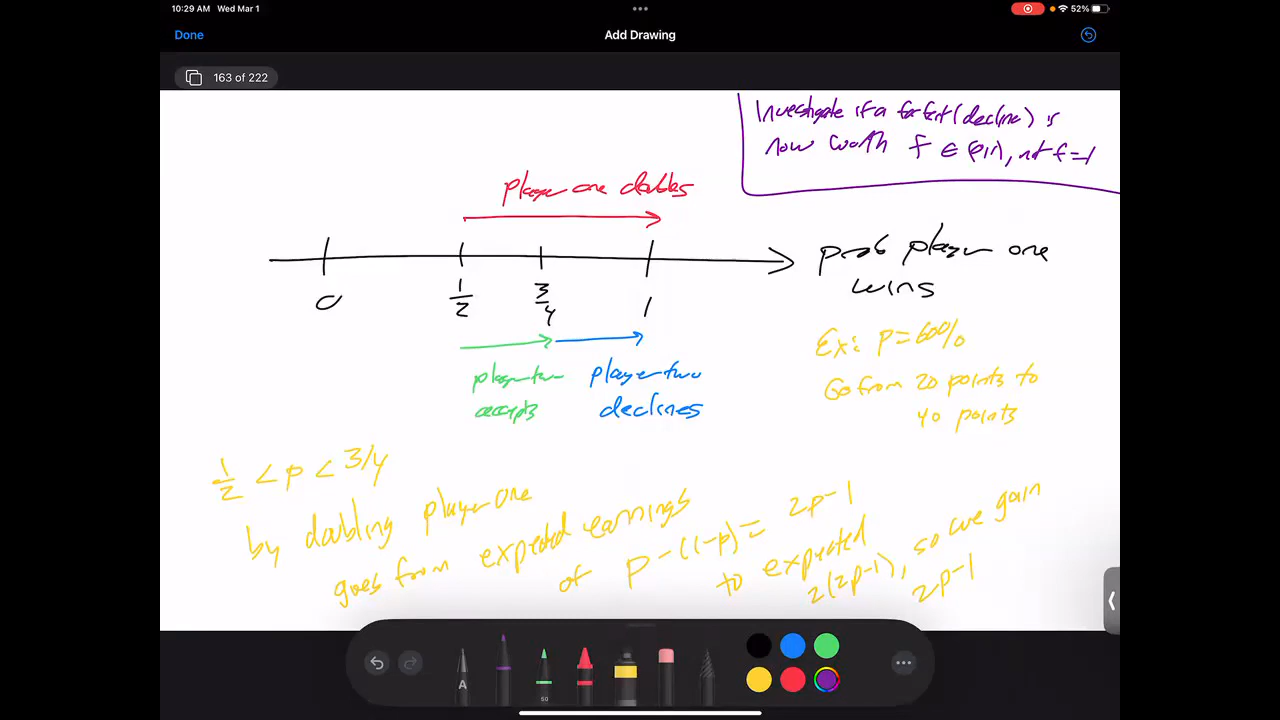 10:29 AM Wed Mar 1
52%
Done
Add Drawing
163 of 222
Investigate if a forfeit (decline) is
now worth f ∈ (0,1), not f=1
player one doubles
prob player one
wins
0
1/2
3/4
1
player two
accepts
player two
declines
Ex: p=60%
Go from 20 points to
40 points
1/2 < p < 3/4
by doubling player one
goes from expected earnings
of p-(1-p)= 2p-1
to expected
2(2p-1), so we gain
2p-1
A
50